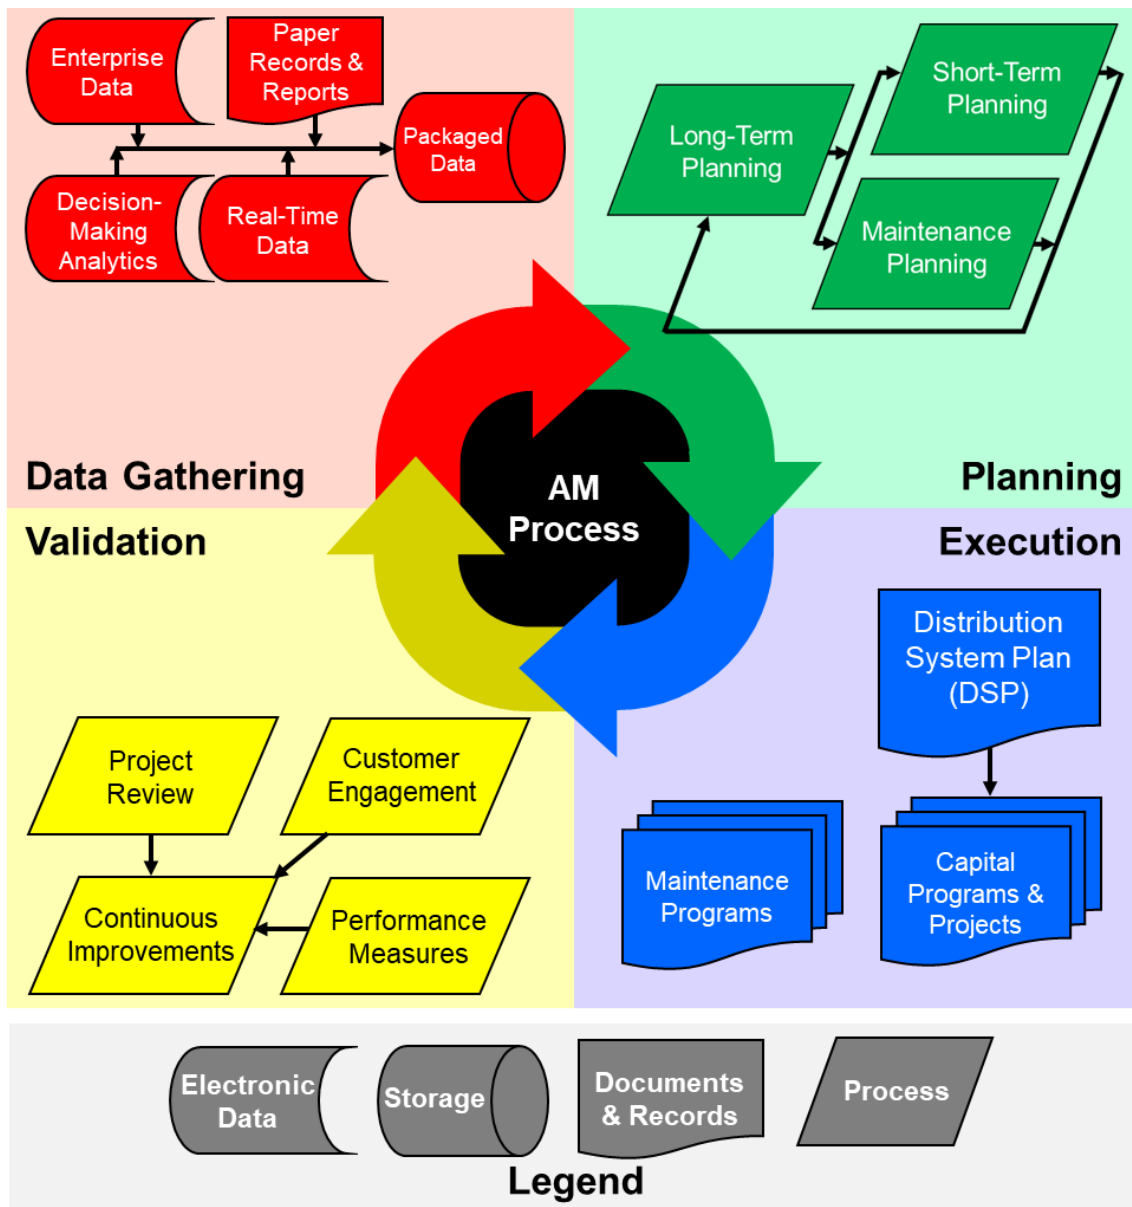 Enterprise
Data
Paper
Records &
Reports
Packaged
Data
Decision-
Making
Analytics
Real-Time
Data
Data Gathering
Short-Term
Planning
Long-Term
Planning
Maintenance
Planning
Planning
AM
Process
Validation
Project
Review
Customer
Engagement
Continuous
Improvements
Performance
Measures
Execution
Distribution
System Plan
(DSP)
Maintenance
Programs
Capital
Programs &
Projects
Electronic
Data
Storage
Documents
& Records
Process
Legend